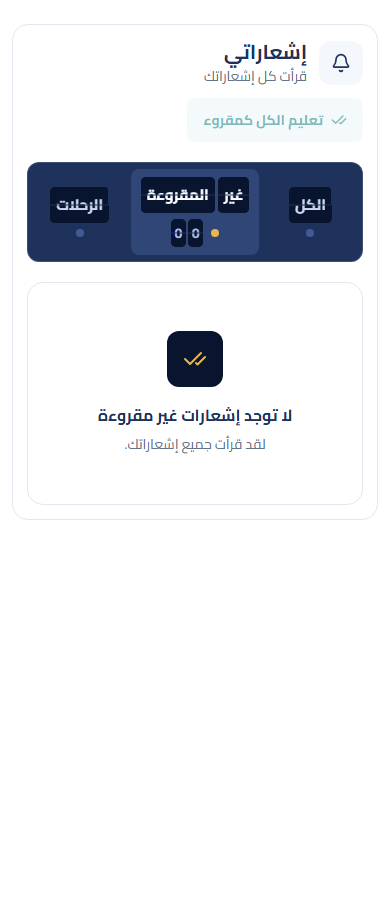 إشعاراتي
قرأت كل إشعاراتك
تعليم الكل كمقروء
الكل
غير المقروءة
0 0
الرحلات
لا توجد إشعارات غير مقروءة
لقد قرأت جميع إشعاراتك.